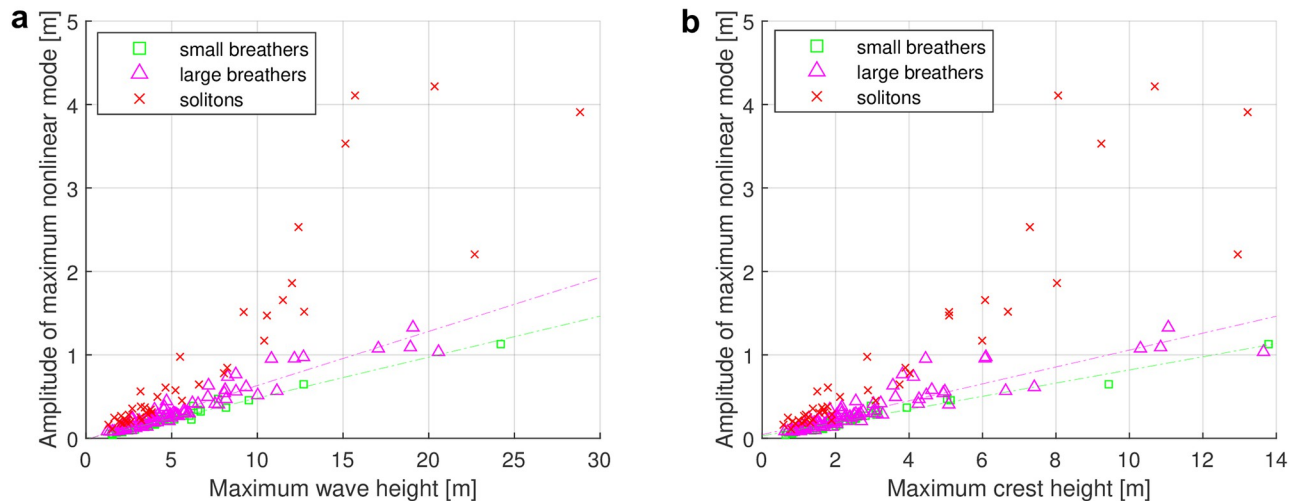 a
Amplitude of maximum nonlinear mode [m]
5
4
3
2
1
0
small breathers
large breathers
solitons
0 5 10 15 20 25 30
Maximum wave height [m]
b
Amplitude of maximum nonlinear mode [m]
5
4
3
2
1
0
small breathers
large breathers
solitons
0 2 4 6 8 10 12 14
Maximum crest height [m]